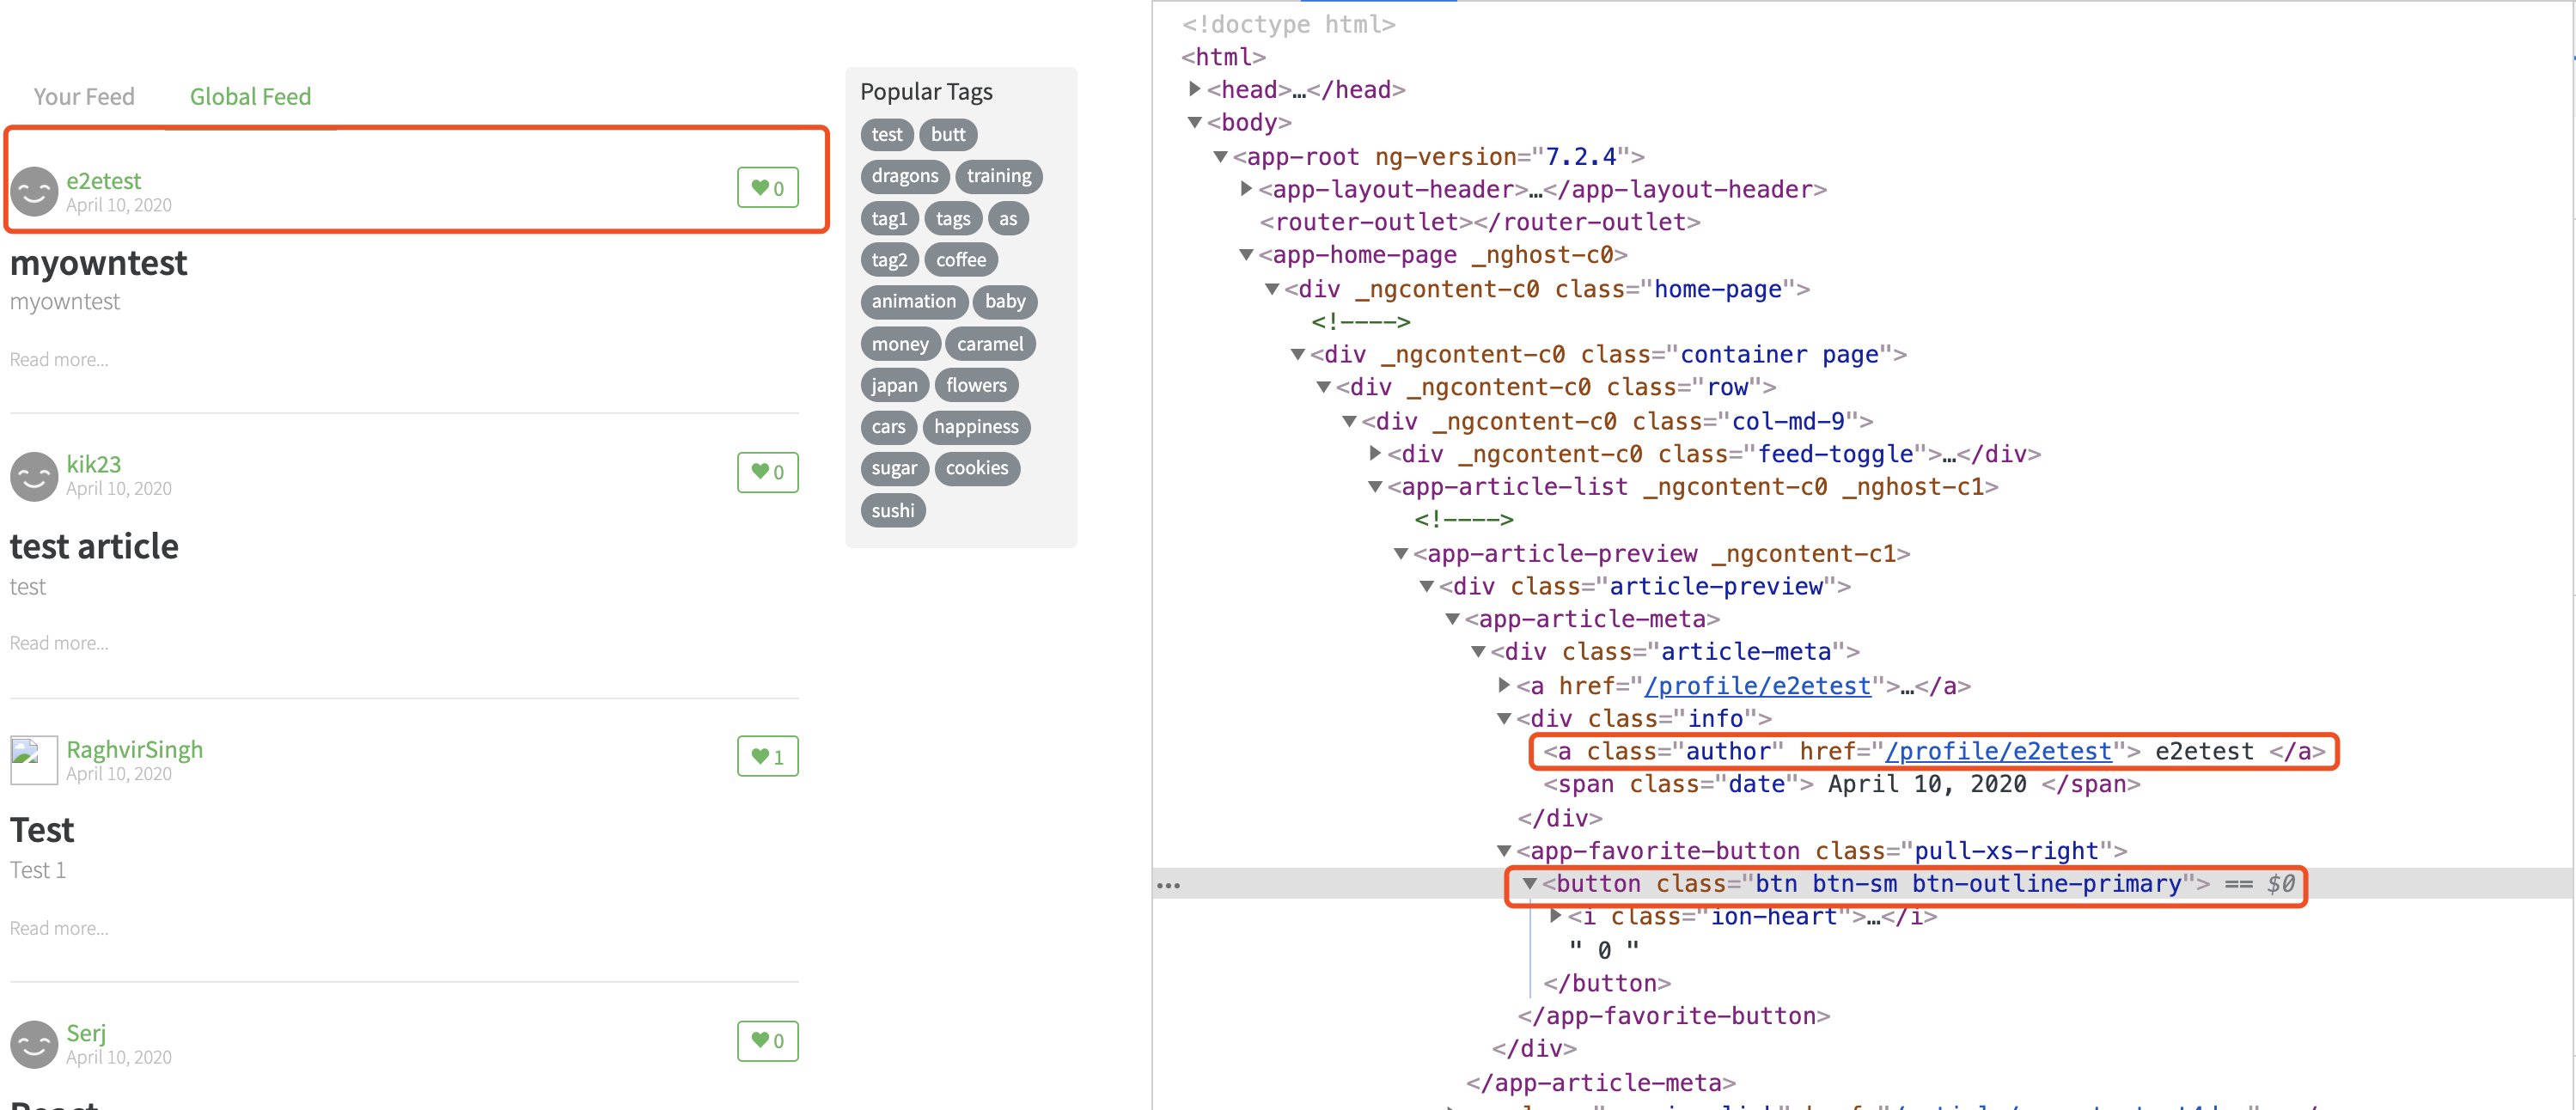 Your Feed Global Feed
e2etest
April 10, 2020
0
myowntest
myowntest
Read more...
kik23
April 10, 2020
0
test article
test
Read more...
RaghvirSingh
April 10, 2020
1
Test
Test 1
Read more...
Serj
April 10, 2020
0
React
Popular Tags
test butt
dragons training
tag1 tags as
tag2 coffee
animation baby
money caramel
japan flowers
cars happiness
sugar cookies
sushi
<!doctype html>
<html>
<head>…</head>
<body>
<app-root ng-version="7.2.4">
<app-layout-header>…</app-layout-header>
<router-outlet></router-outlet>
<app-home-page _nghost-c0>
<div _ngcontent-c0 class="home-page">
<!---->
<div _ngcontent-c0 class="container page">
<div _ngcontent-c0 class="row">
<div _ngcontent-c0 class="col-md-9">
<div _ngcontent-c0 class="feed-toggle">…</div>
<app-article-list _ngcontent-c0 _nghost-c1>
<!---->
<app-article-preview _ngcontent-c1>
<div class="article-preview">
<app-article-meta>
<div class="article-meta">
<a href="/profile/e2etest">…</a>
<div class="info">
<a class="author" href="/profile/e2etest"> e2etest </a>
<span class="date"> April 10, 2020 </span>
</div>
<app-favorite-button class="pull-xs-right">
... <button class="btn btn-sm btn-outline-primary"> == $0
<i class="ion-heart">…</i>
" 0 "
</button>
</app-favorite-button>
</div>
</app-article-meta>